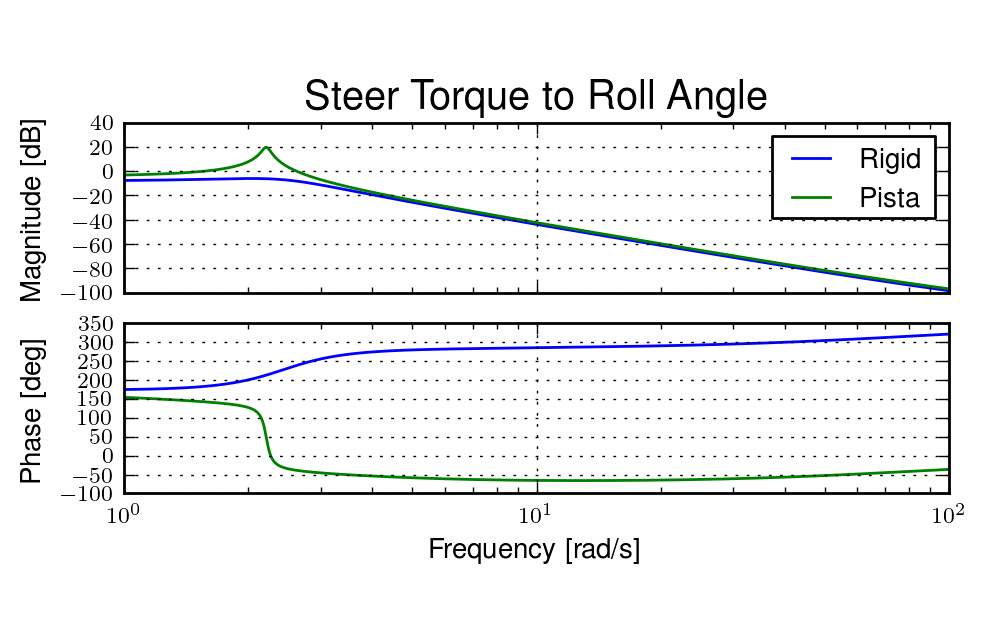 Steer Torque to Roll Angle
Magnitude [dB]
40
20
0
−20
−40
−60
−80
−100
Rigid
Pista
Phase [deg]
350
300
250
200
150
100
50
0
−50
−100
10⁰ 10¹ 10²
Frequency [rad/s]